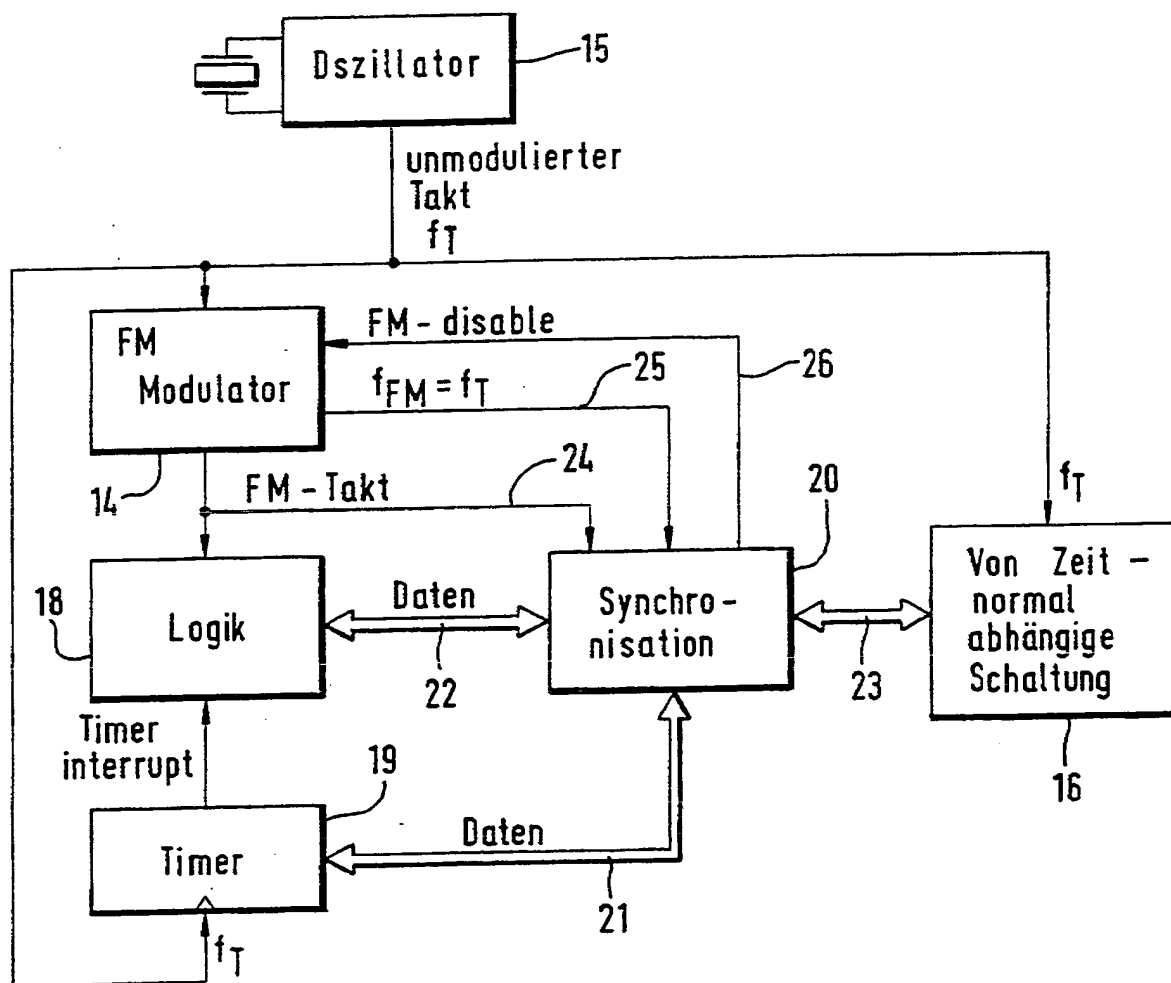 Dszillator
15
unmodulierter
Takt
fT
FM
Modulator
14
FM - disable
fFM = fT
25
26
FM - Takt
24
20
fT
18
Logik
Daten
22
Synchro -
nisation
23
Von Zeit -
normal
abhängige
Schaltung
16
Timer
interrupt
19
Timer
Daten
21
fT